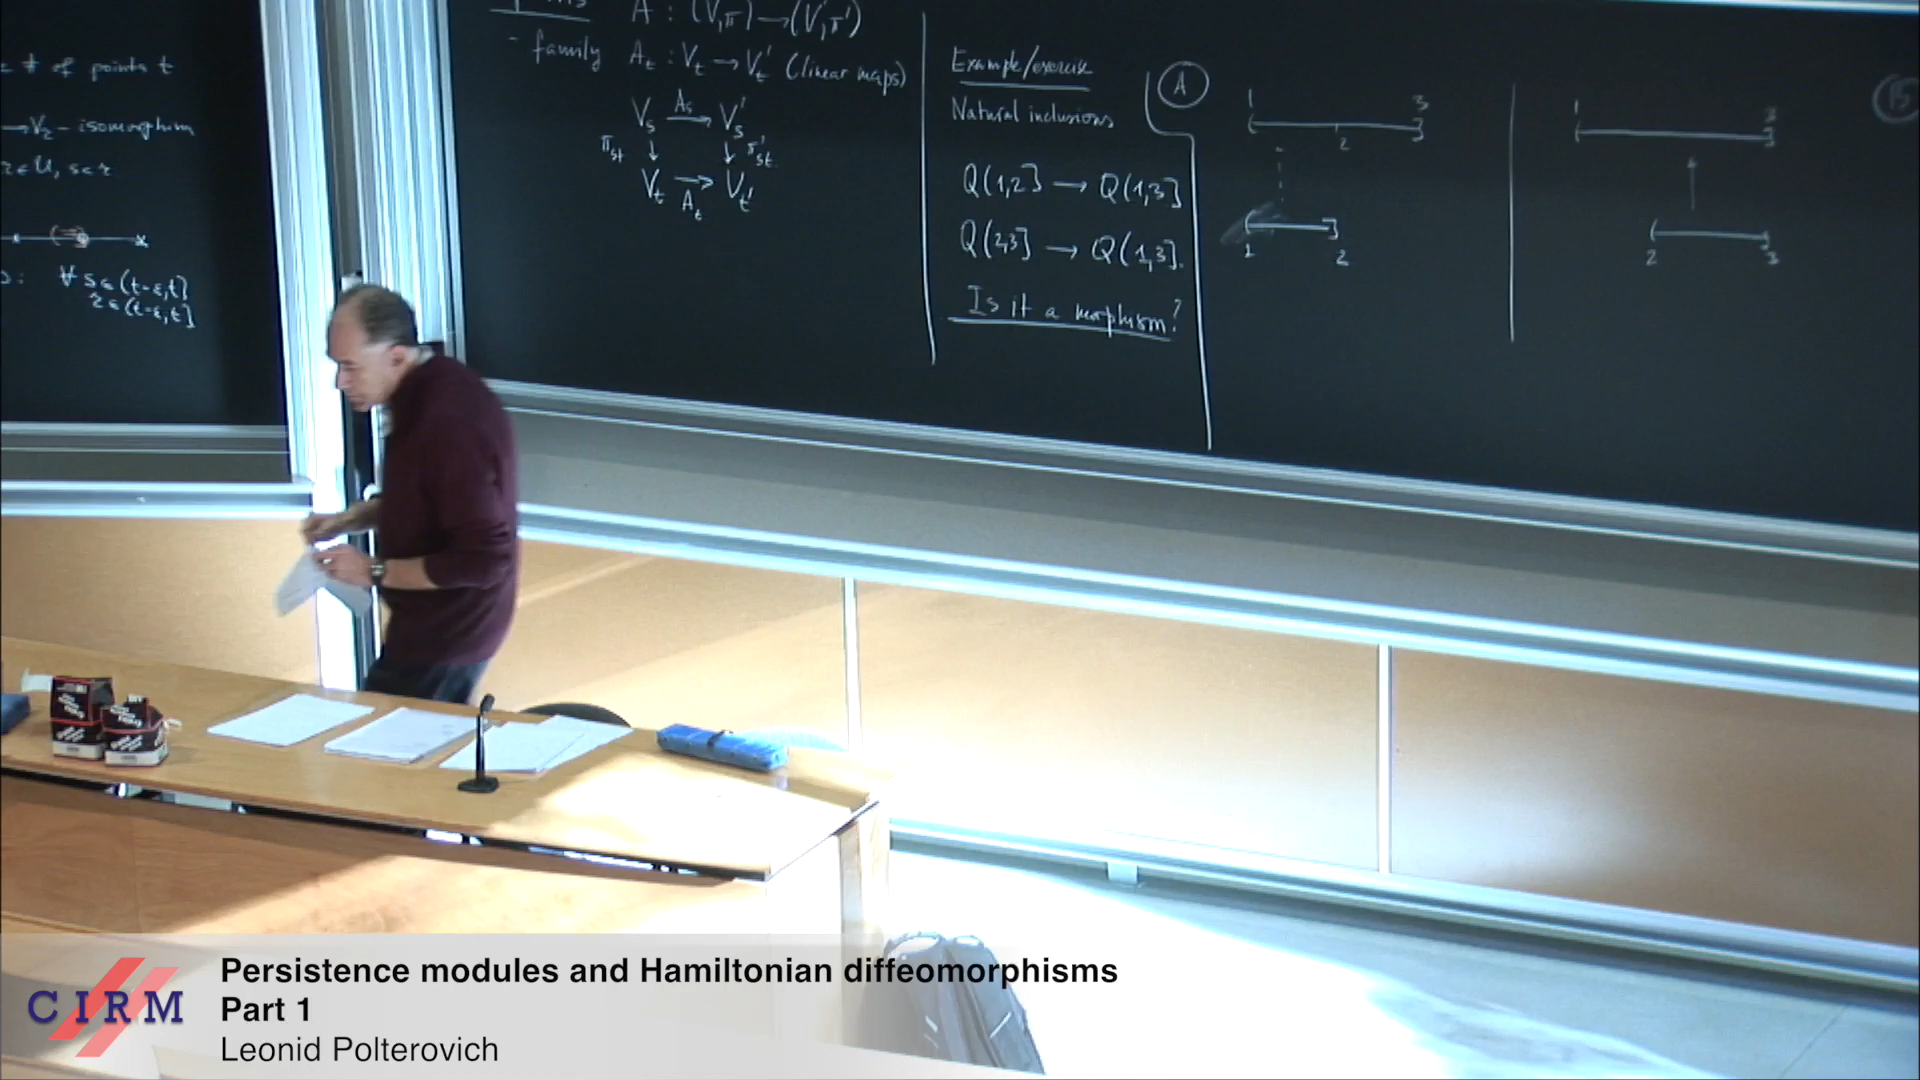 # of points t
→V₂ - isomorphism
∈ U, s<r
∀ s∈(t-ε,t]
r∈(t-ε,t]
A : (V,π) → (V',π')
- family A_t : V_t → V'_t (linear maps)
V_s A_s → V'_s
π_st ↓ ↓ π'_st
V_t → A_t V'_t
Example/exercise
Natural inclusions
Q(1,2] → Q(1,3]
Q(2,3] → Q(1,3].
Is it a morphism?
A
1 3
2
1 2
1 3
2 3
CIRM
Persistence modules and Hamiltonian diffeomorphisms
Part 1
Leonid Polterovich